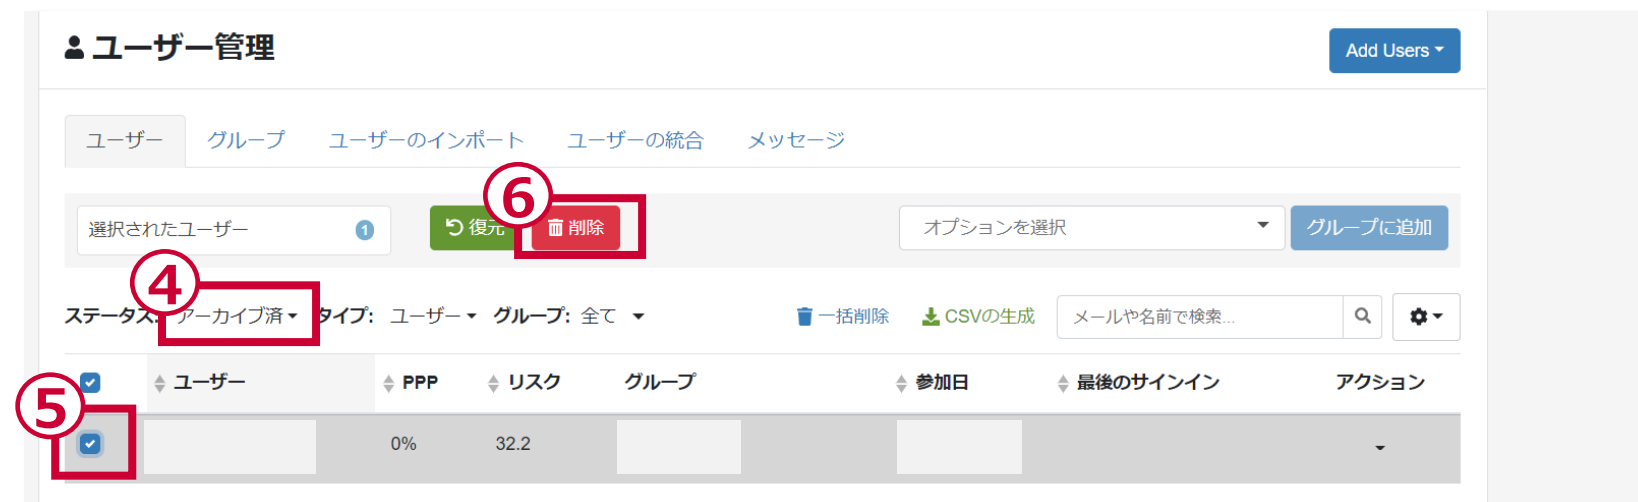 ユーザー管理
Add Users
ユーザー グループ ユーザーのインポート ユーザーの統合 メッセージ
⑥
選択されたユーザー 1 復元 削除 オプションを選択 グループに追加
④
ステータス: アーカイブ済 タイプ: ユーザー グループ: 全て 一括削除 CSVの生成 メールや名前で検索...
ユーザー PPP リスク グループ 参加日 最後のサインイン アクション
⑤
0% 32.2